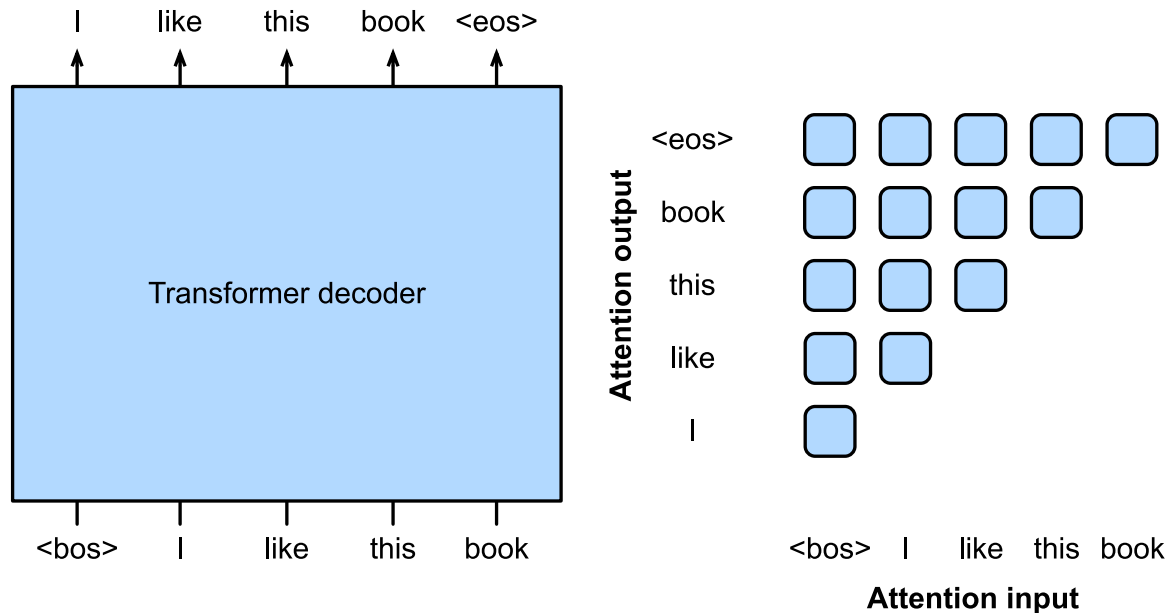 I like this book <eos>
Transformer decoder
<bos> I like this book
Attention output
<eos>
book
this
like
I
<bos> I like this book
Attention input